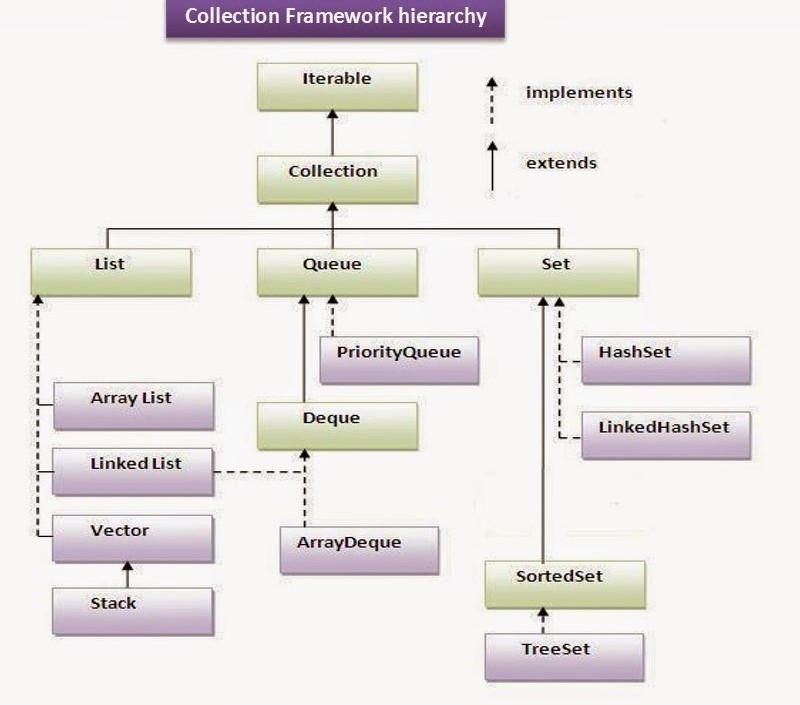 Collection Framework hierarchy
Iterable
implements
Collection
extends
List
Queue
Set
PriorityQueue
HashSet
Array List
Deque
LinkedHashSet
Linked List
Vector
ArrayDeque
Stack
SortedSet
TreeSet